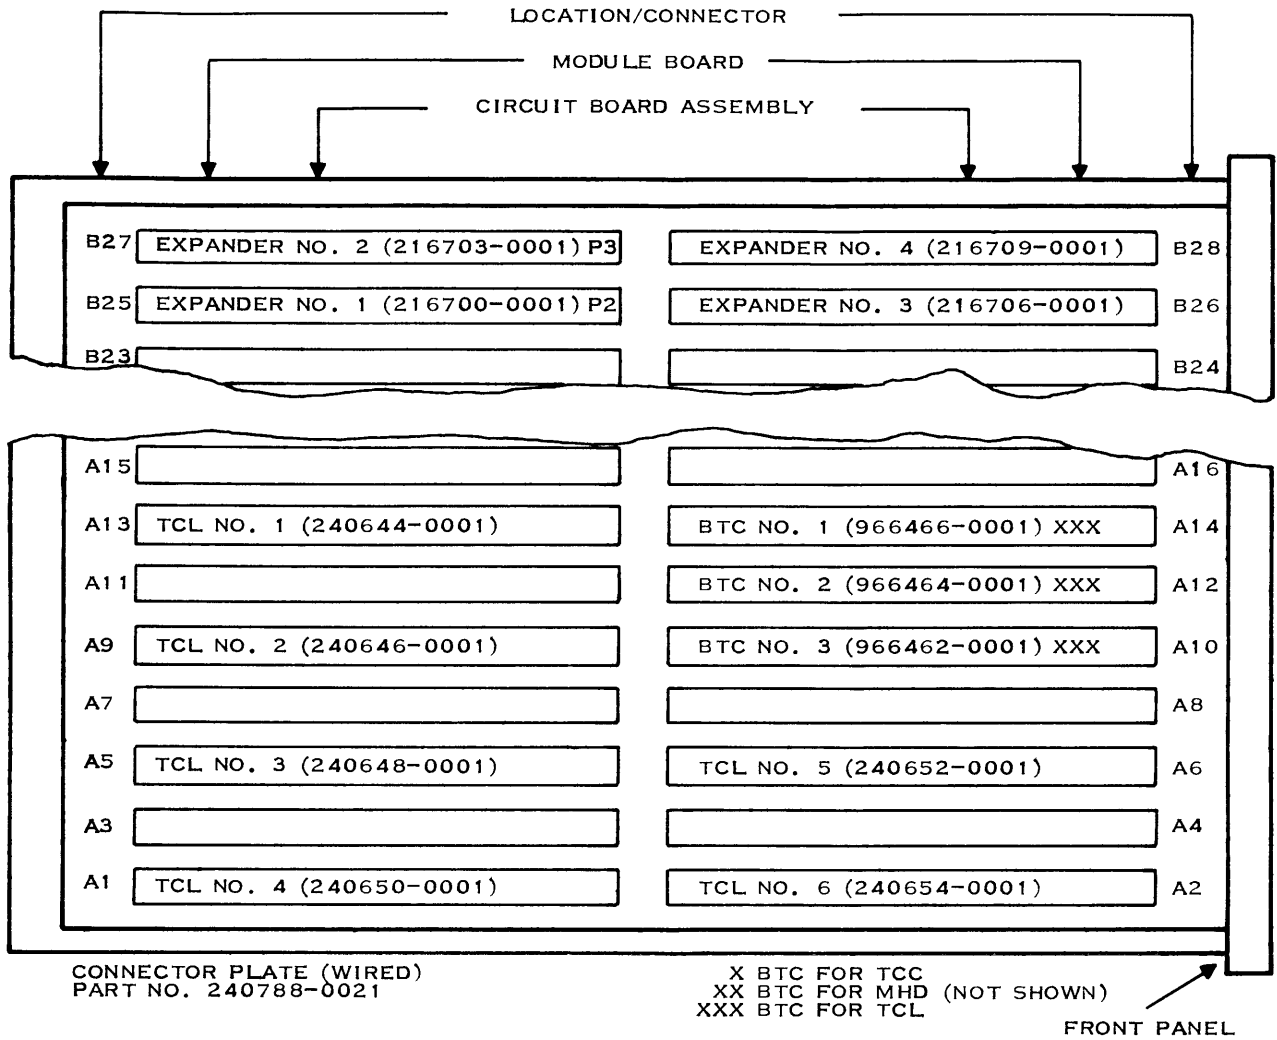 LOCATION/CONNECTOR
MODULE BOARD
CIRCUIT BOARD ASSEMBLY
B27 EXPANDER NO. 2 (216703-0001) P3 EXPANDER NO. 4 (216709-0001) B28
B25 EXPANDER NO. 1 (216700-0001) P2 EXPANDER NO. 3 (216706-0001) B26
B23 B24
A15 A16
A13 TCL NO. 1 (240644-0001) BTC NO. 1 (966466-0001) XXX A14
A11 BTC NO. 2 (966464-0001) XXX A12
A9 TCL NO. 2 (240646-0001) BTC NO. 3 (966462-0001) XXX A10
A7 A8
A5 TCL NO. 3 (240648-0001) TCL NO. 5 (240652-0001) A6
A3 A4
A1 TCL NO. 4 (240650-0001) TCL NO. 6 (240654-0001) A2
CONNECTOR PLATE (WIRED)
PART NO. 240788-0021
X BTC FOR TCC
XX BTC FOR MHD (NOT SHOWN)
XXX BTC FOR TCL
FRONT PANEL